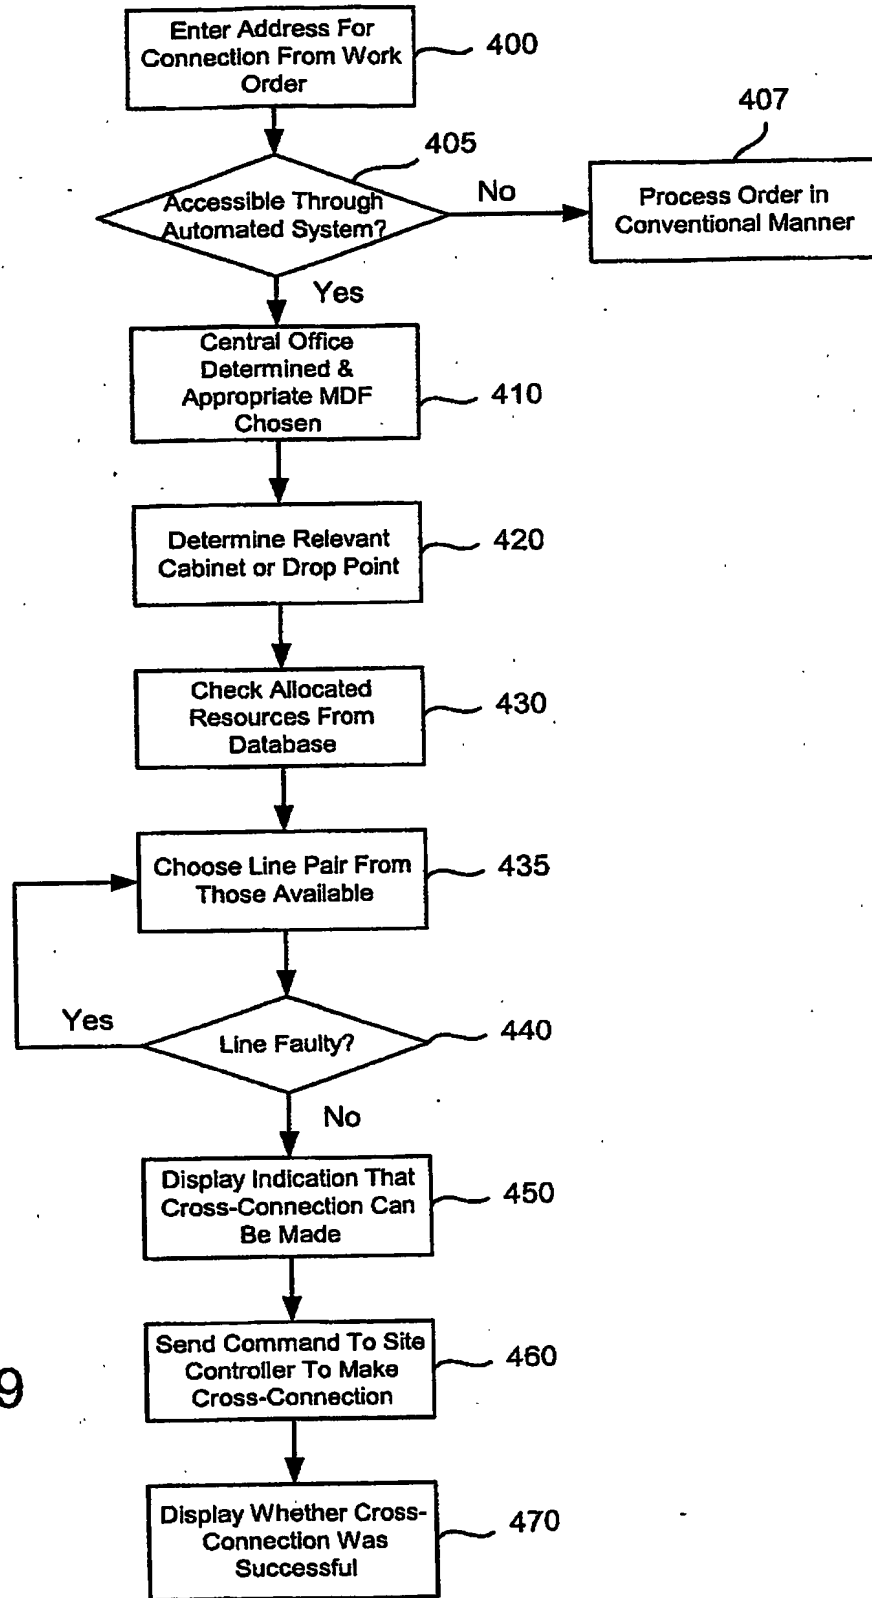 Enter Address For
Connection From Work
Order
400
405
407
Accessible Through
Automated System?
No
Process Order in
Conventional Manner
Yes
Central Office
Determined &
Appropriate MDF
Chosen
410
Determine Relevant
Cabinet or Drop Point
420
Check Allocated
Resources From
Database
430
Choose Line Pair From
Those Available
435
Yes
Line Faulty?
440
No
Display Indication That
Cross-Connection Can
Be Made
450
Send Command To Site
Controller To Make
Cross-Connection
460
9
Display Whether Cross-
Connection Was
Successful
470